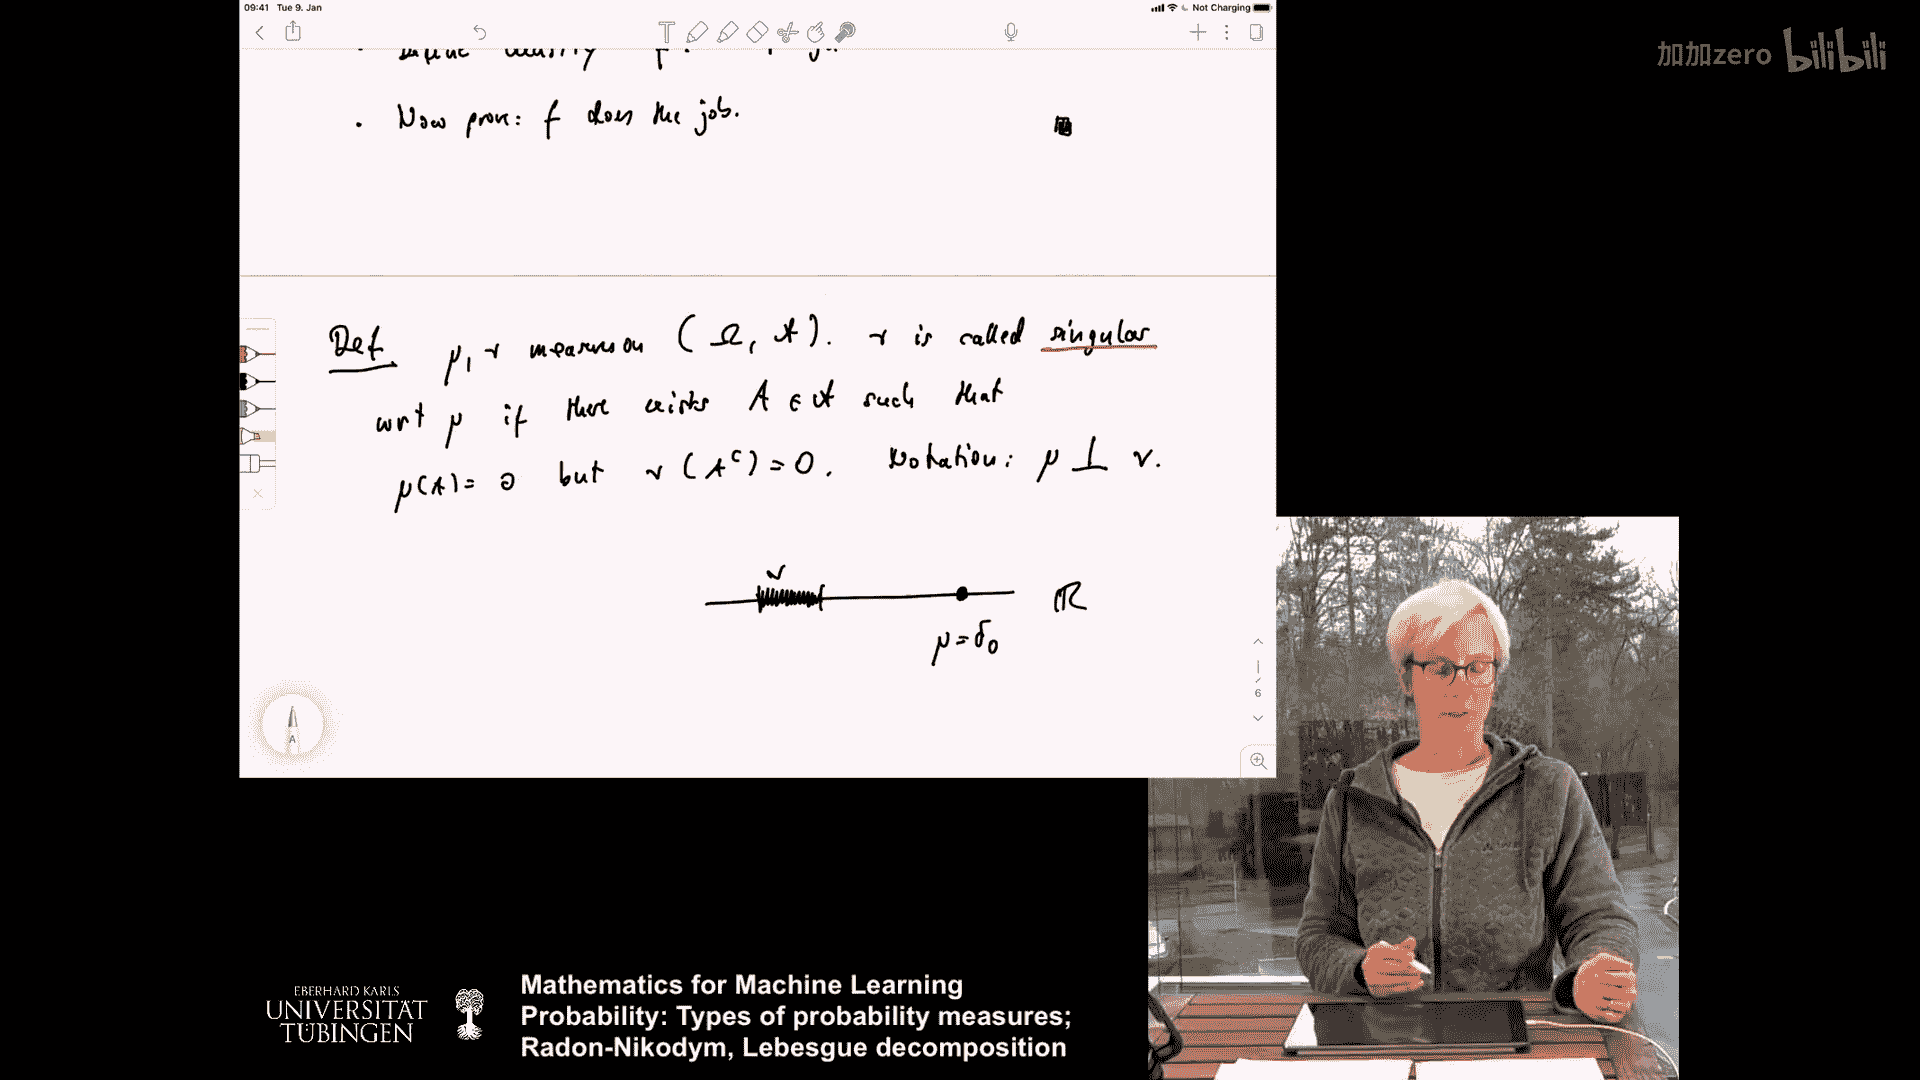 09:41 Tue 9. Jan
Not Charging
加加zero bilibili
. Now prove: f does the job.
Def μ, ν measures on (Ω, 𝒜). ν is called singular
wrt μ if there exists A ∈ 𝒜 such that
μ(A) = 0 but ν(Aᶜ) = 0. Notation: μ ⊥ ν.
ν
ℝ
μ = δ₀
6
A
EBERHARD KARLS
UNIVERSITÄT
TÜBINGEN
Mathematics for Machine Learning
Probability: Types of probability measures;
Radon-Nikodym, Lebesgue decomposition